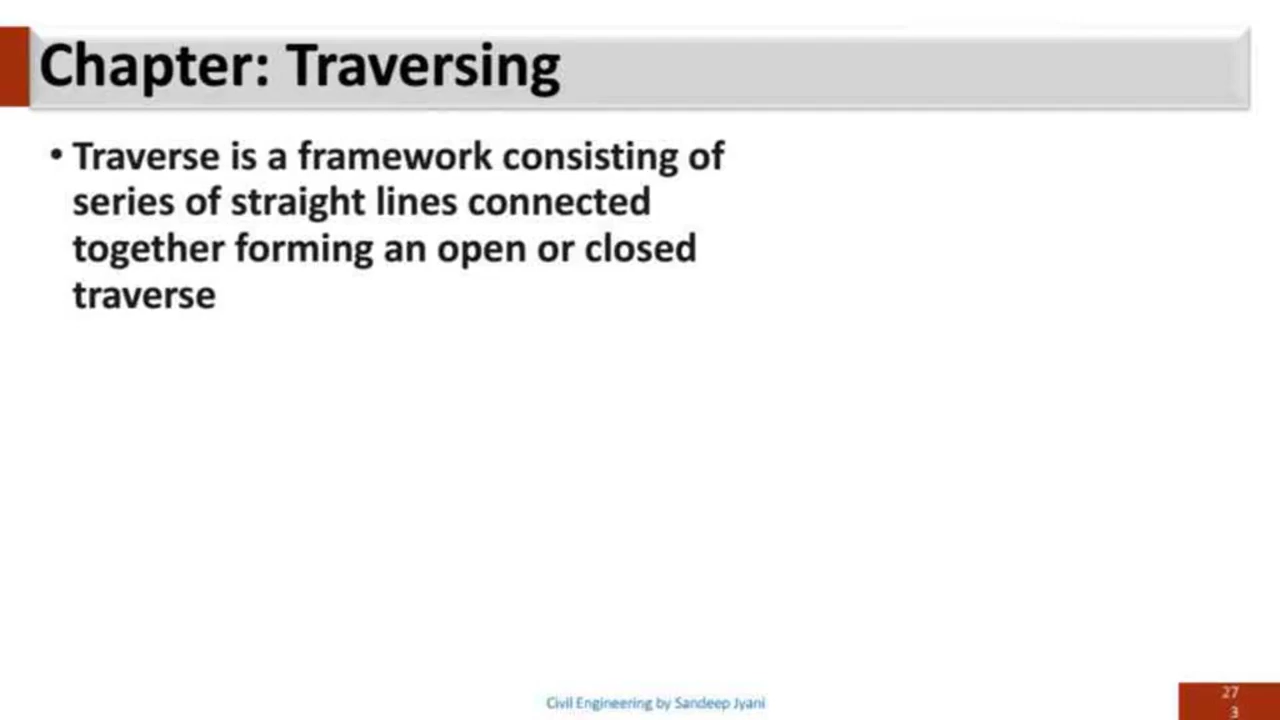 Chapter: Traversing
• Traverse is a framework consisting of
series of straight lines connected
together forming an open or closed
traverse
Civil Engineering by Sandeep Jyani
27
3